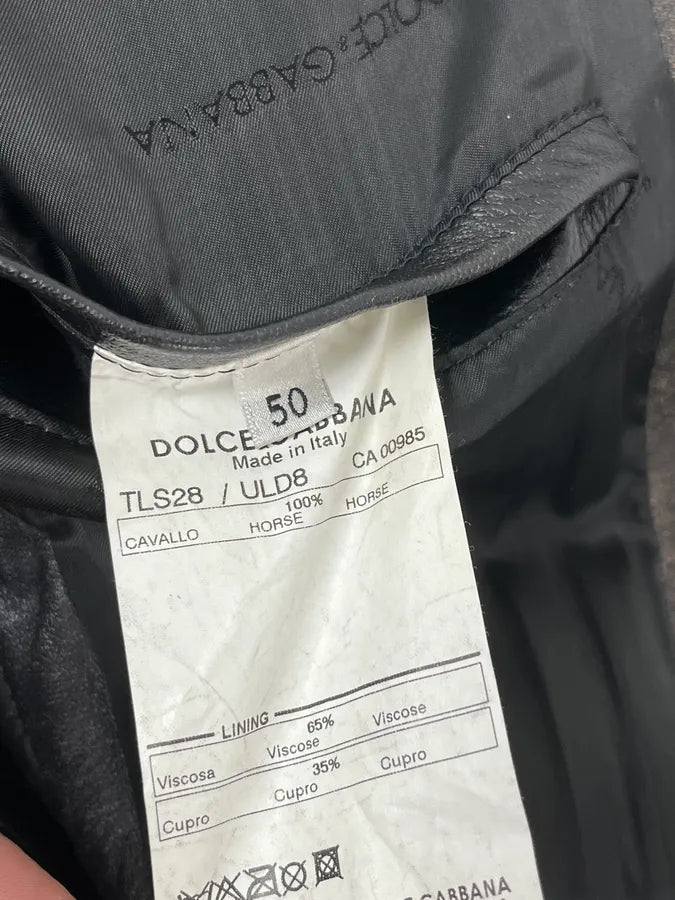 DOLCE & GABBANA
50
DOLCE & GABBANA
Made in Italy
TLS28 / ULD8 CA 00985
100%
CAVALLO HORSE HORSE
LINING
65%
Viscosa Viscose Viscose
35%
Cupro Cupro Cupro
GABBANA